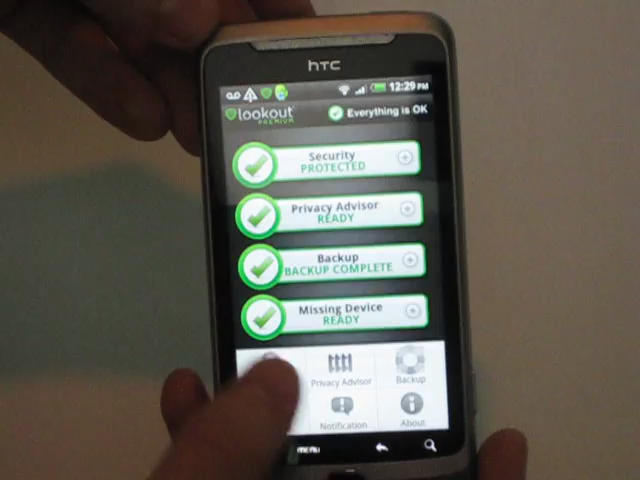 hTC
12:29 PM
lookout
PREMIUM
Everything is OK
Security
PROTECTED
Privacy Advisor
READY
Backup
BACKUP COMPLETE
Missing Device
READY
Privacy Advisor
Backup
Notification
About
MENU